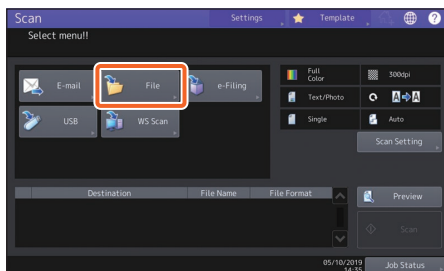 Scan
Settings
Template
?
Select menu!!
E-mail
File
e-Filing
USB
WS Scan
Full Color
300dpi
Text/Photo
A A
Single
Auto
Scan Setting
Destination
File Name
File Format
Preview
Scan
05/10/2019
14:35
Job Status